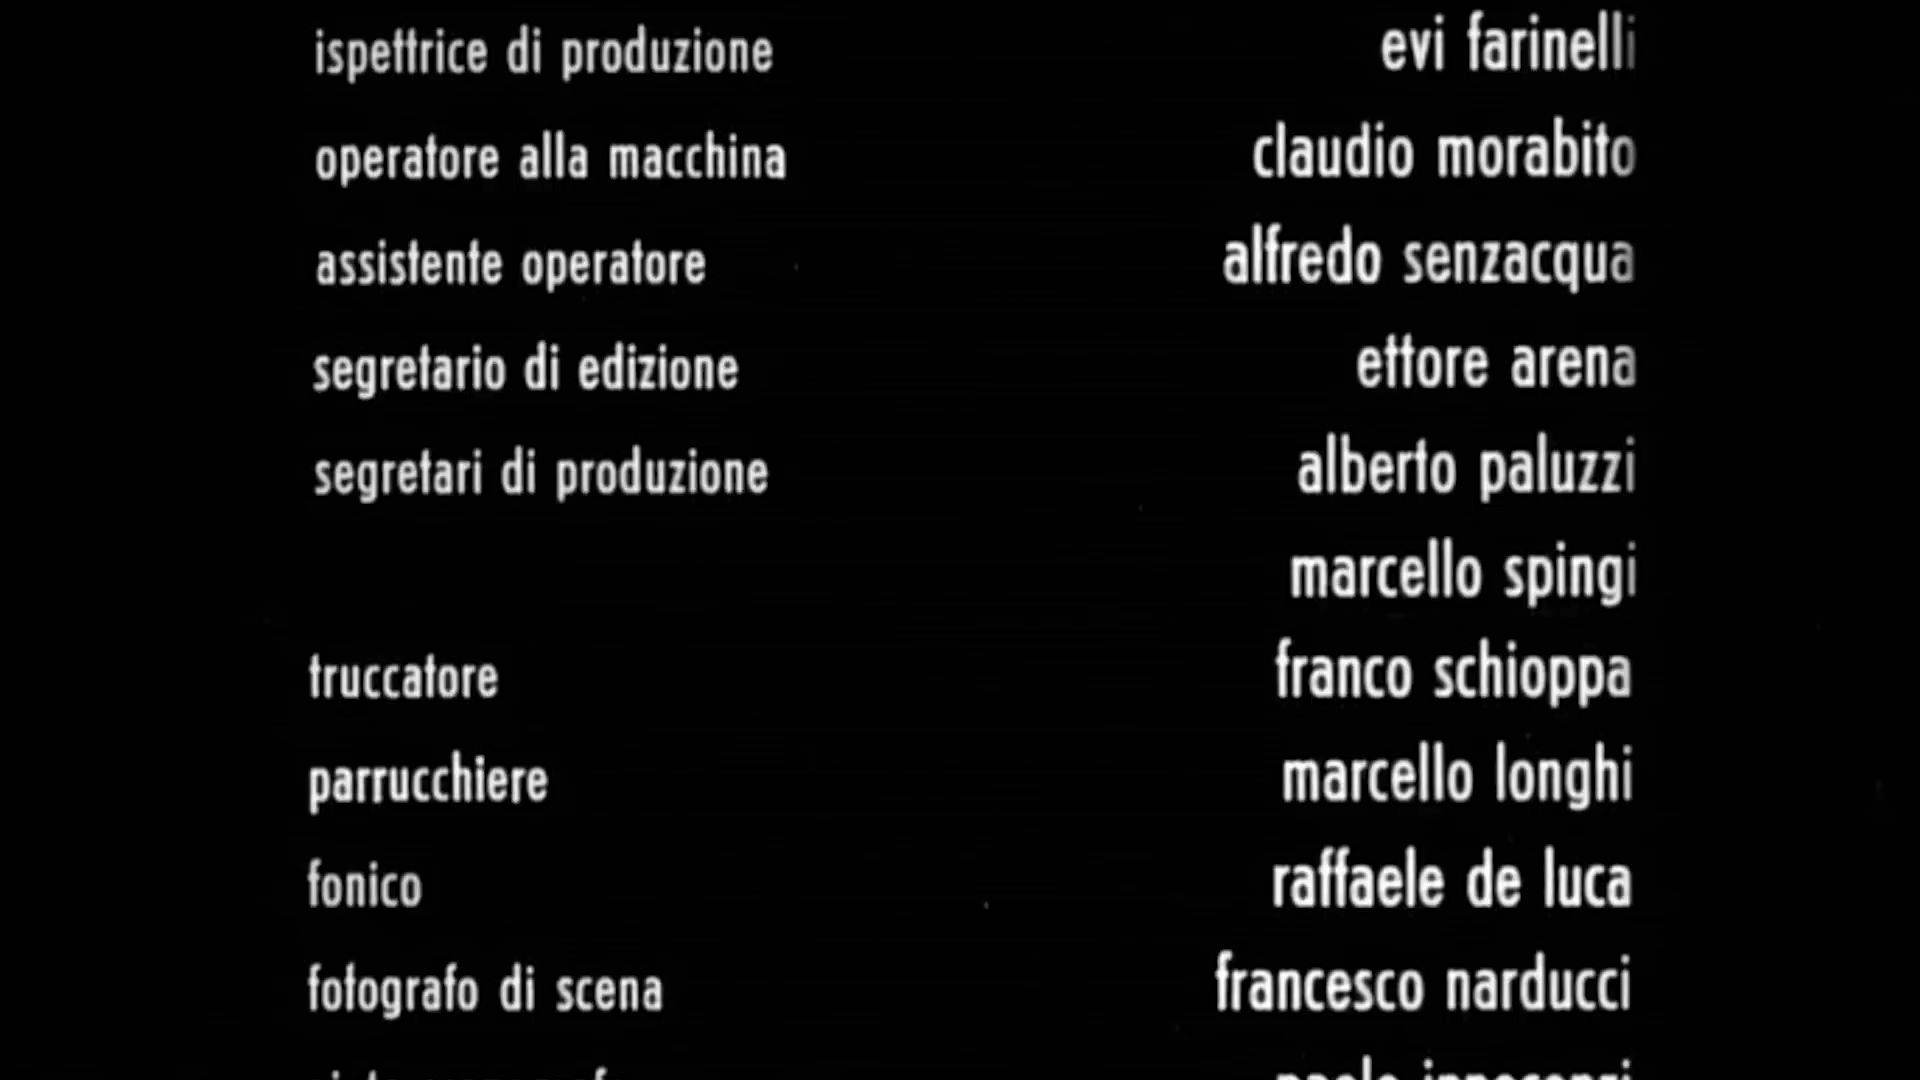 ispettrice di produzione evi farinelli
operatore alla macchina claudio morabito
assistente operatore alfredo senzacqua
segretario di edizione ettore arena
segretari di produzione alberto paluzzi
marcello spingi
truccatore franco schioppa
parrucchiere marcello longhi
fonico raffaele de luca
fotografo di scena francesco narducci